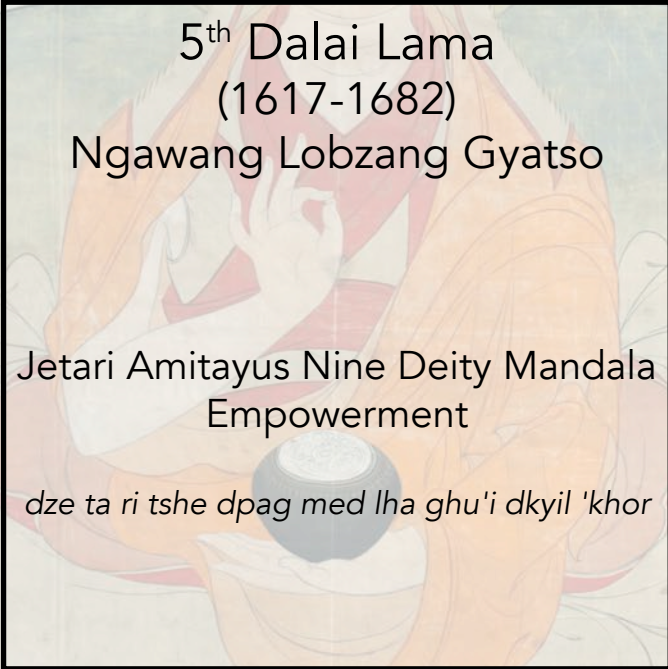 5th Dalai Lama
(1617-1682)
Ngawang Lobzang Gyatso
Jetari Amitayus Nine Deity Mandala
Empowerment
dze ta ri tshe dpag med lha ghu'i dkyil 'khor